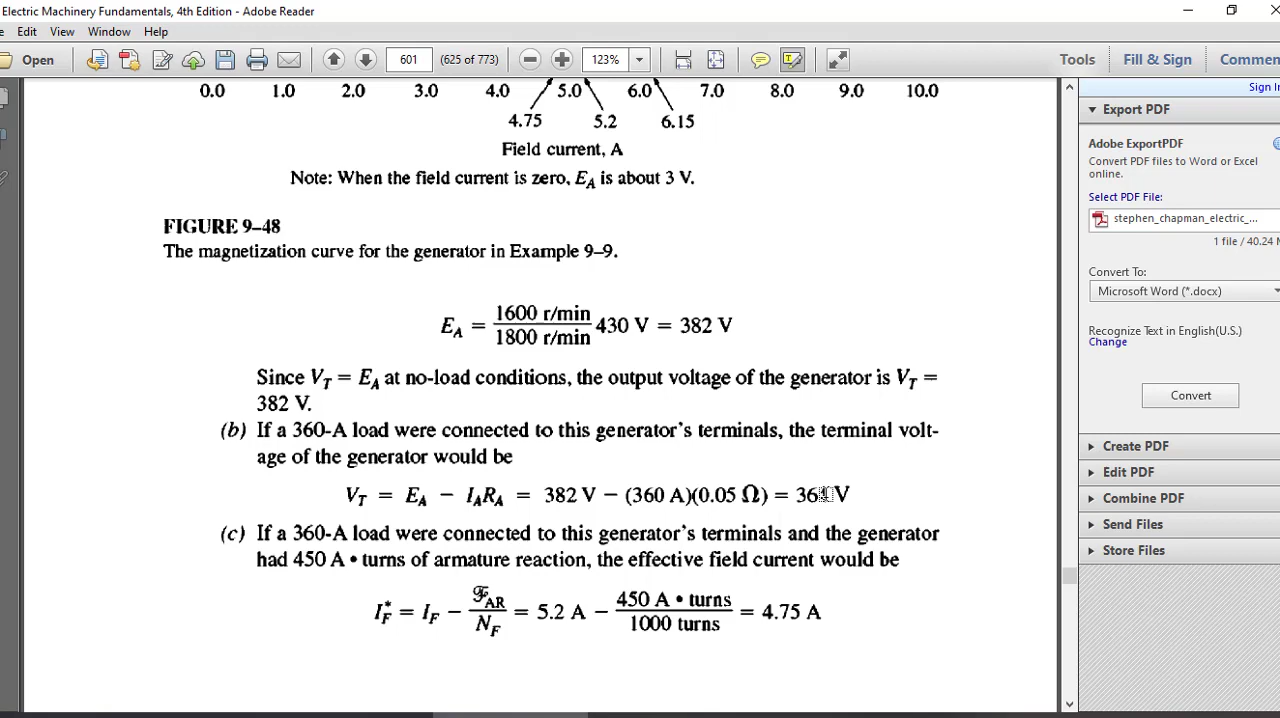 Electric Machinery Fundamentals, 4th Edition - Adobe Reader
Edit View Window Help
Open 601 (625 of 773) 123% Tools Fill & Sign
0.0 1.0 2.0 3.0 4.0 5.0 6.0 7.0 8.0 9.0 10.0
4.75 5.2 6.15
Field current, A
Note: When the field current is zero, E_A is about 3 V.
FIGURE 9–48
The magnetization curve for the generator in Example 9–9.
E_A = 1600 r/min / 1800 r/min 430 V = 382 V
Since V_T = E_A at no-load conditions, the output voltage of the generator is V_T =
382 V.
(b) If a 360-A load were connected to this generator's terminals, the terminal volt-
age of the generator would be
V_T = E_A − I_A R_A = 382 V − (360 A)(0.05 Ω) = V
(c) If a 360-A load were connected to this generator's terminals and the generator
had 450 A • turns of armature reaction, the effective field current would be
I_F* = I_F − ℱ_AR / N_F = 5.2 A − 450 A • turns / 1000 turns = 4.75 A
Export PDF
Adobe ExportPDF
Convert PDF files to Word or Excel
online.
Select PDF File:
stephen_chapman_electric_...
1 file / 40.24
Convert To:
Microsoft Word (*.docx)
Recognize Text in English(U.S.)
Change
Convert
Create PDF
Edit PDF
Combine PDF
Send Files
Store Files